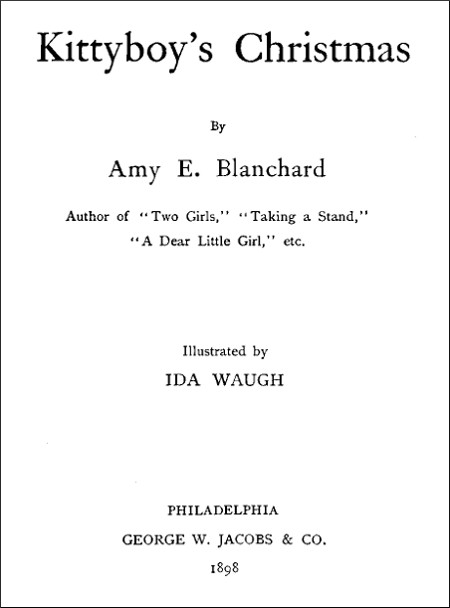 Kittyboy's Christmas
By
Amy E. Blanchard
Author of "Two Girls," "Taking a Stand,"
"A Dear Little Girl," etc.
Illustrated by
IDA WAUGH
PHILADELPHIA
GEORGE W. JACOBS & CO.
1898